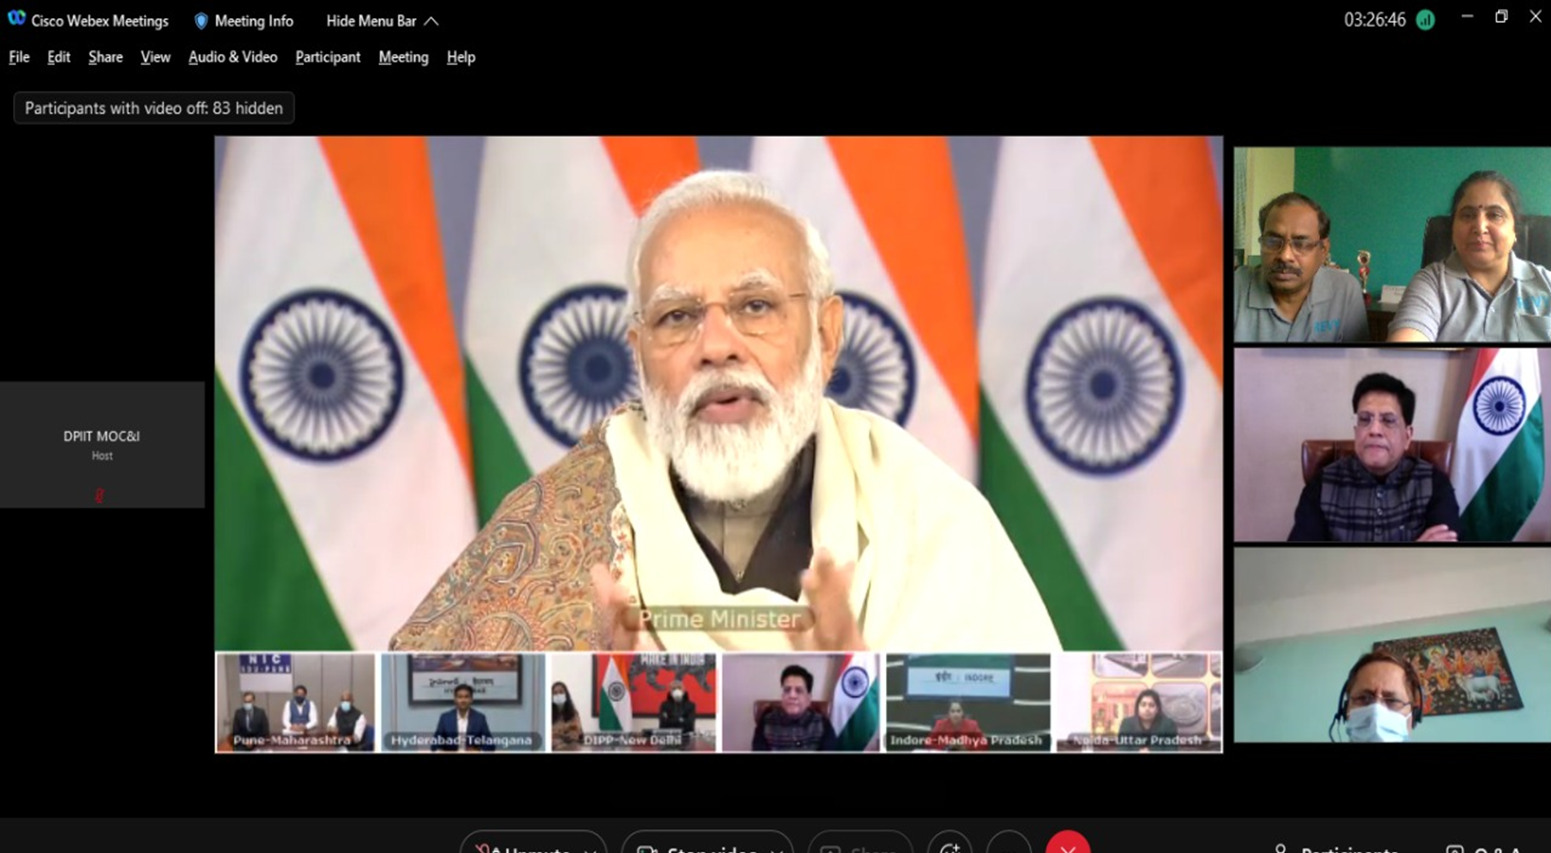 Cisco Webex Meetings
Meeting Info
Hide Menu Bar
03:26:46
File Edit Share View Audio & Video Participant Meeting Help
Participants with video off: 83 hidden
DPIIT MOC&I
Host
Prime Minister
NIC
MAKE IN INDIA
इंदौर
INDORE
Pune-Maharashtra
Hyderabad-Telangana
DIPP-New Delhi
Indore-Madhya Pradesh
Noida-Uttar Pradesh
Unmute
Stop video
Share
Participants
Q & A